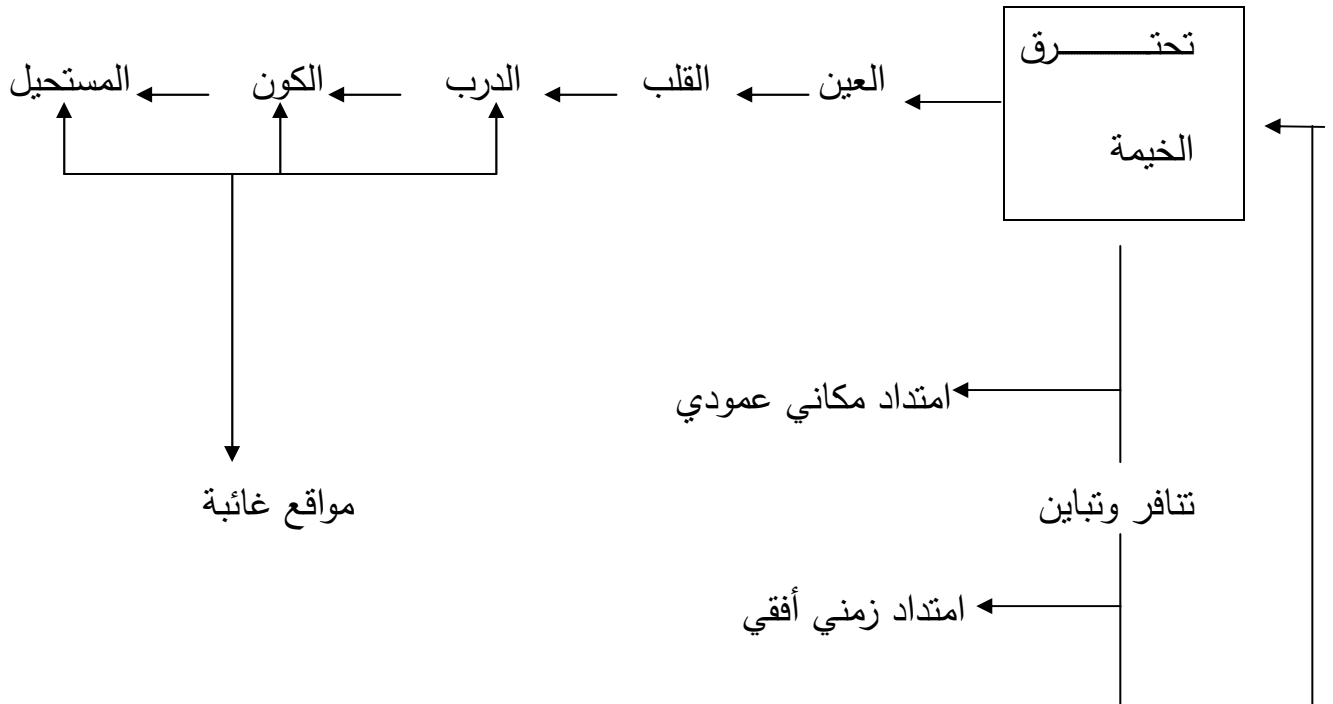 تحتـــــــرق
الخيمة
العين
القلب
الدرب
الكون
المستحيل
امتداد مكاني عمودي
تنافر وتباين
مواقع غائبة
امتداد زمني أفقي